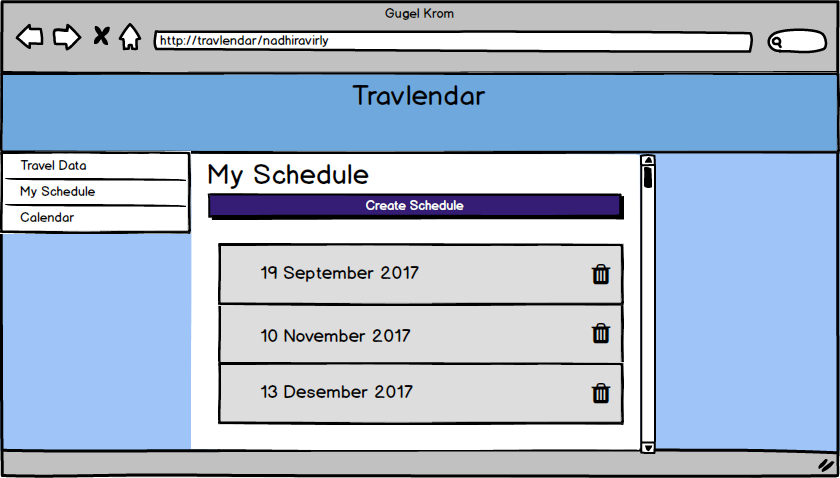 Gugel Krom
http://travlendar/nadhiravirly
Travlendar
Travel Data
My Schedule
Calendar
My Schedule
Create Schedule
19 September 2017
10 November 2017
13 Desember 2017